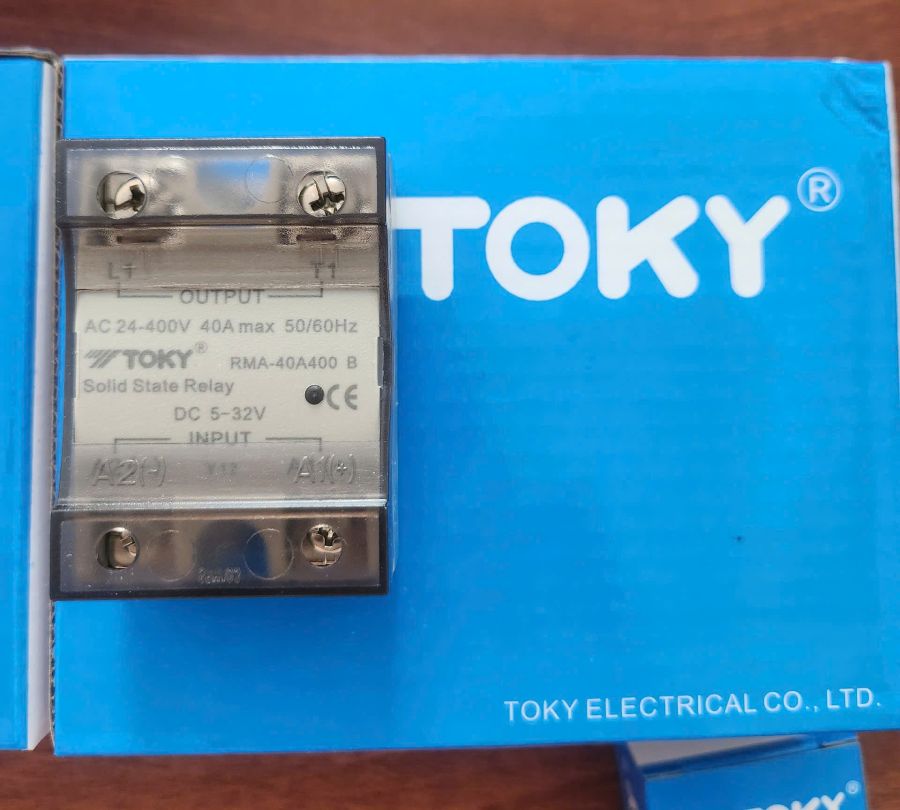 TOKY®
L1 T1
OUTPUT
AC 24-400V 40A max 50/60Hz
TOKY® RMA-40A400 B
Solid State Relay
CE
DC 5-32V
INPUT
A2(-) A1(+)
TOKY ELECTRICAL CO., LTD.
TOKY®